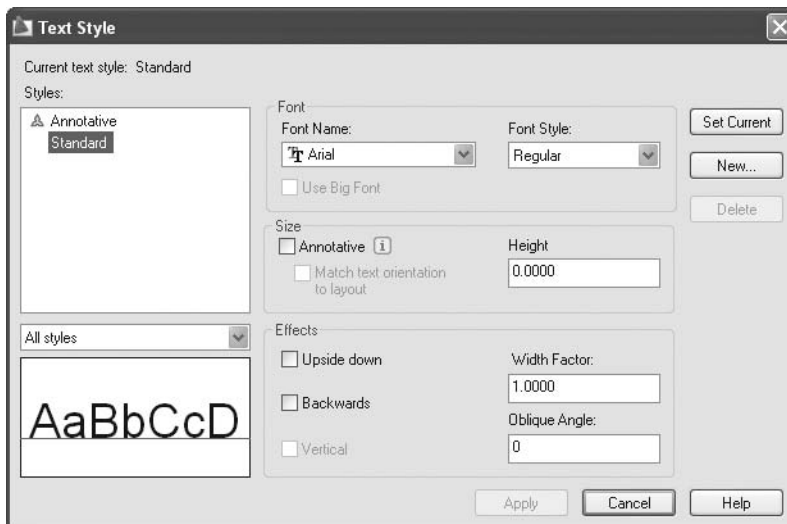 Text Style
Current text style: Standard
Styles:
Annotative
Standard
All styles
AaBbCcD
Font
Font Name:
Arial
Use Big Font
Font Style:
Regular
Size
Annotative
Match text orientation
to layout
Height
0.0000
Effects
Upside down
Backwards
Vertical
Width Factor:
1.0000
Oblique Angle:
0
Set Current
New...
Delete
Apply
Cancel
Help